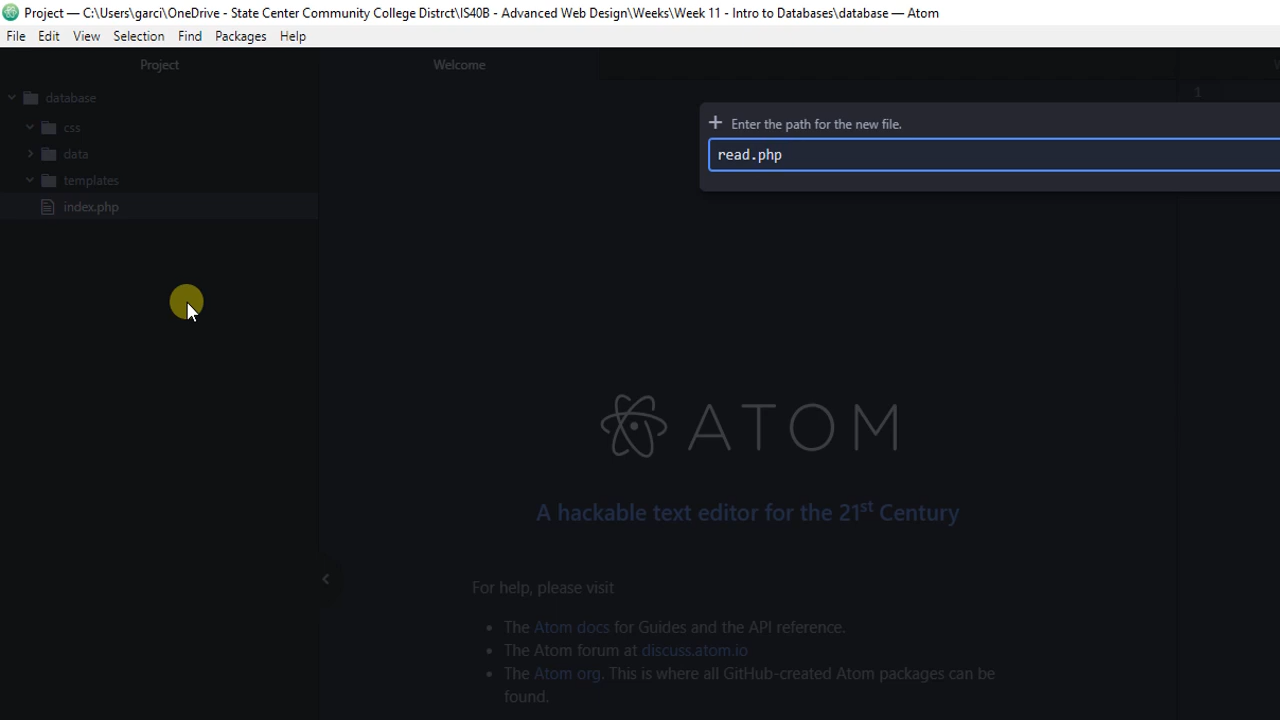 Project — C:\Users\garci\OneDrive - State Center Community College Distrct\IS40B - Advanced Web Design\Weeks\Week 11 - Intro to Databases\database — Atom
File Edit View Selection Find Packages Help
Project Welcome
database
css
data
templates
index.php
1
+ Enter the path for the new file.
read.php
ATOM
A hackable text editor for the 21st Century
For help, please visit
• The Atom docs for Guides and the API reference.
• The Atom forum at discuss.atom.io
• The Atom org. This is where all GitHub-created Atom packages can be
found.